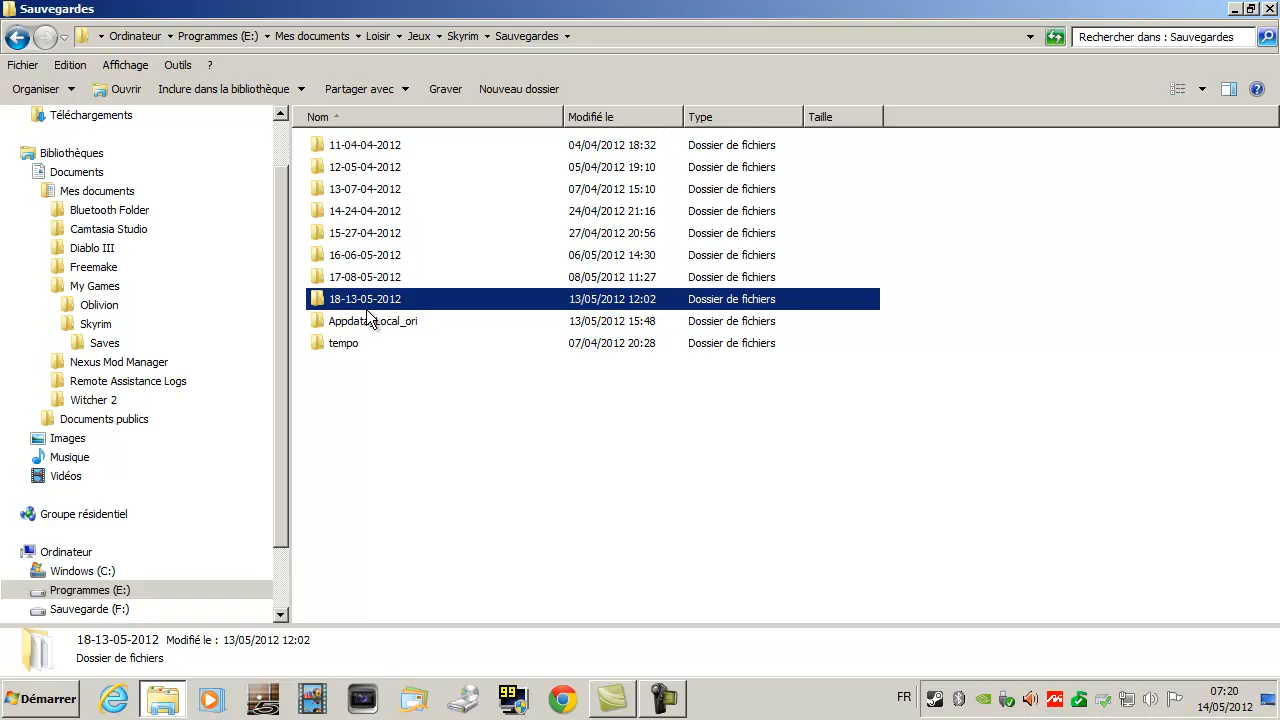 Sauvegardes
Ordinateur Programmes (E:) Mes documents Loisir Jeux Skyrim Sauvegardes
Rechercher dans : Sauvegardes
Fichier Edition Affichage Outils ?
Organiser Ouvrir Inclure dans la bibliothèque Partager avec Graver Nouveau dossier
Téléchargements
Bibliothèques
Documents
Mes documents
Bluetooth Folder
Camtasia Studio
Diablo III
Freemake
My Games
Oblivion
Skyrim
Saves
Nexus Mod Manager
Remote Assistance Logs
Witcher 2
Documents publics
Images
Musique
Vidéos
Groupe résidentiel
Ordinateur
Windows (C:)
Programmes (E:)
Sauvegarde (F:)
Nom Modifié le Type Taille
11-04-04-2012 04/04/2012 18:32 Dossier de fichiers
12-05-04-2012 05/04/2012 19:10 Dossier de fichiers
13-07-04-2012 07/04/2012 15:10 Dossier de fichiers
14-24-04-2012 24/04/2012 21:16 Dossier de fichiers
15-27-04-2012 27/04/2012 20:56 Dossier de fichiers
16-06-05-2012 06/05/2012 14:30 Dossier de fichiers
17-08-05-2012 08/05/2012 11:27 Dossier de fichiers
18-13-05-2012 13/05/2012 12:02 Dossier de fichiers
13/05/2012 15:48 Dossier de fichiers
tempo 07/04/2012 20:28 Dossier de fichiers
18-13-05-2012 Modifié le : 13/05/2012 12:02
Dossier de fichiers
Démarrer
99
FR
07:20
14/05/2012